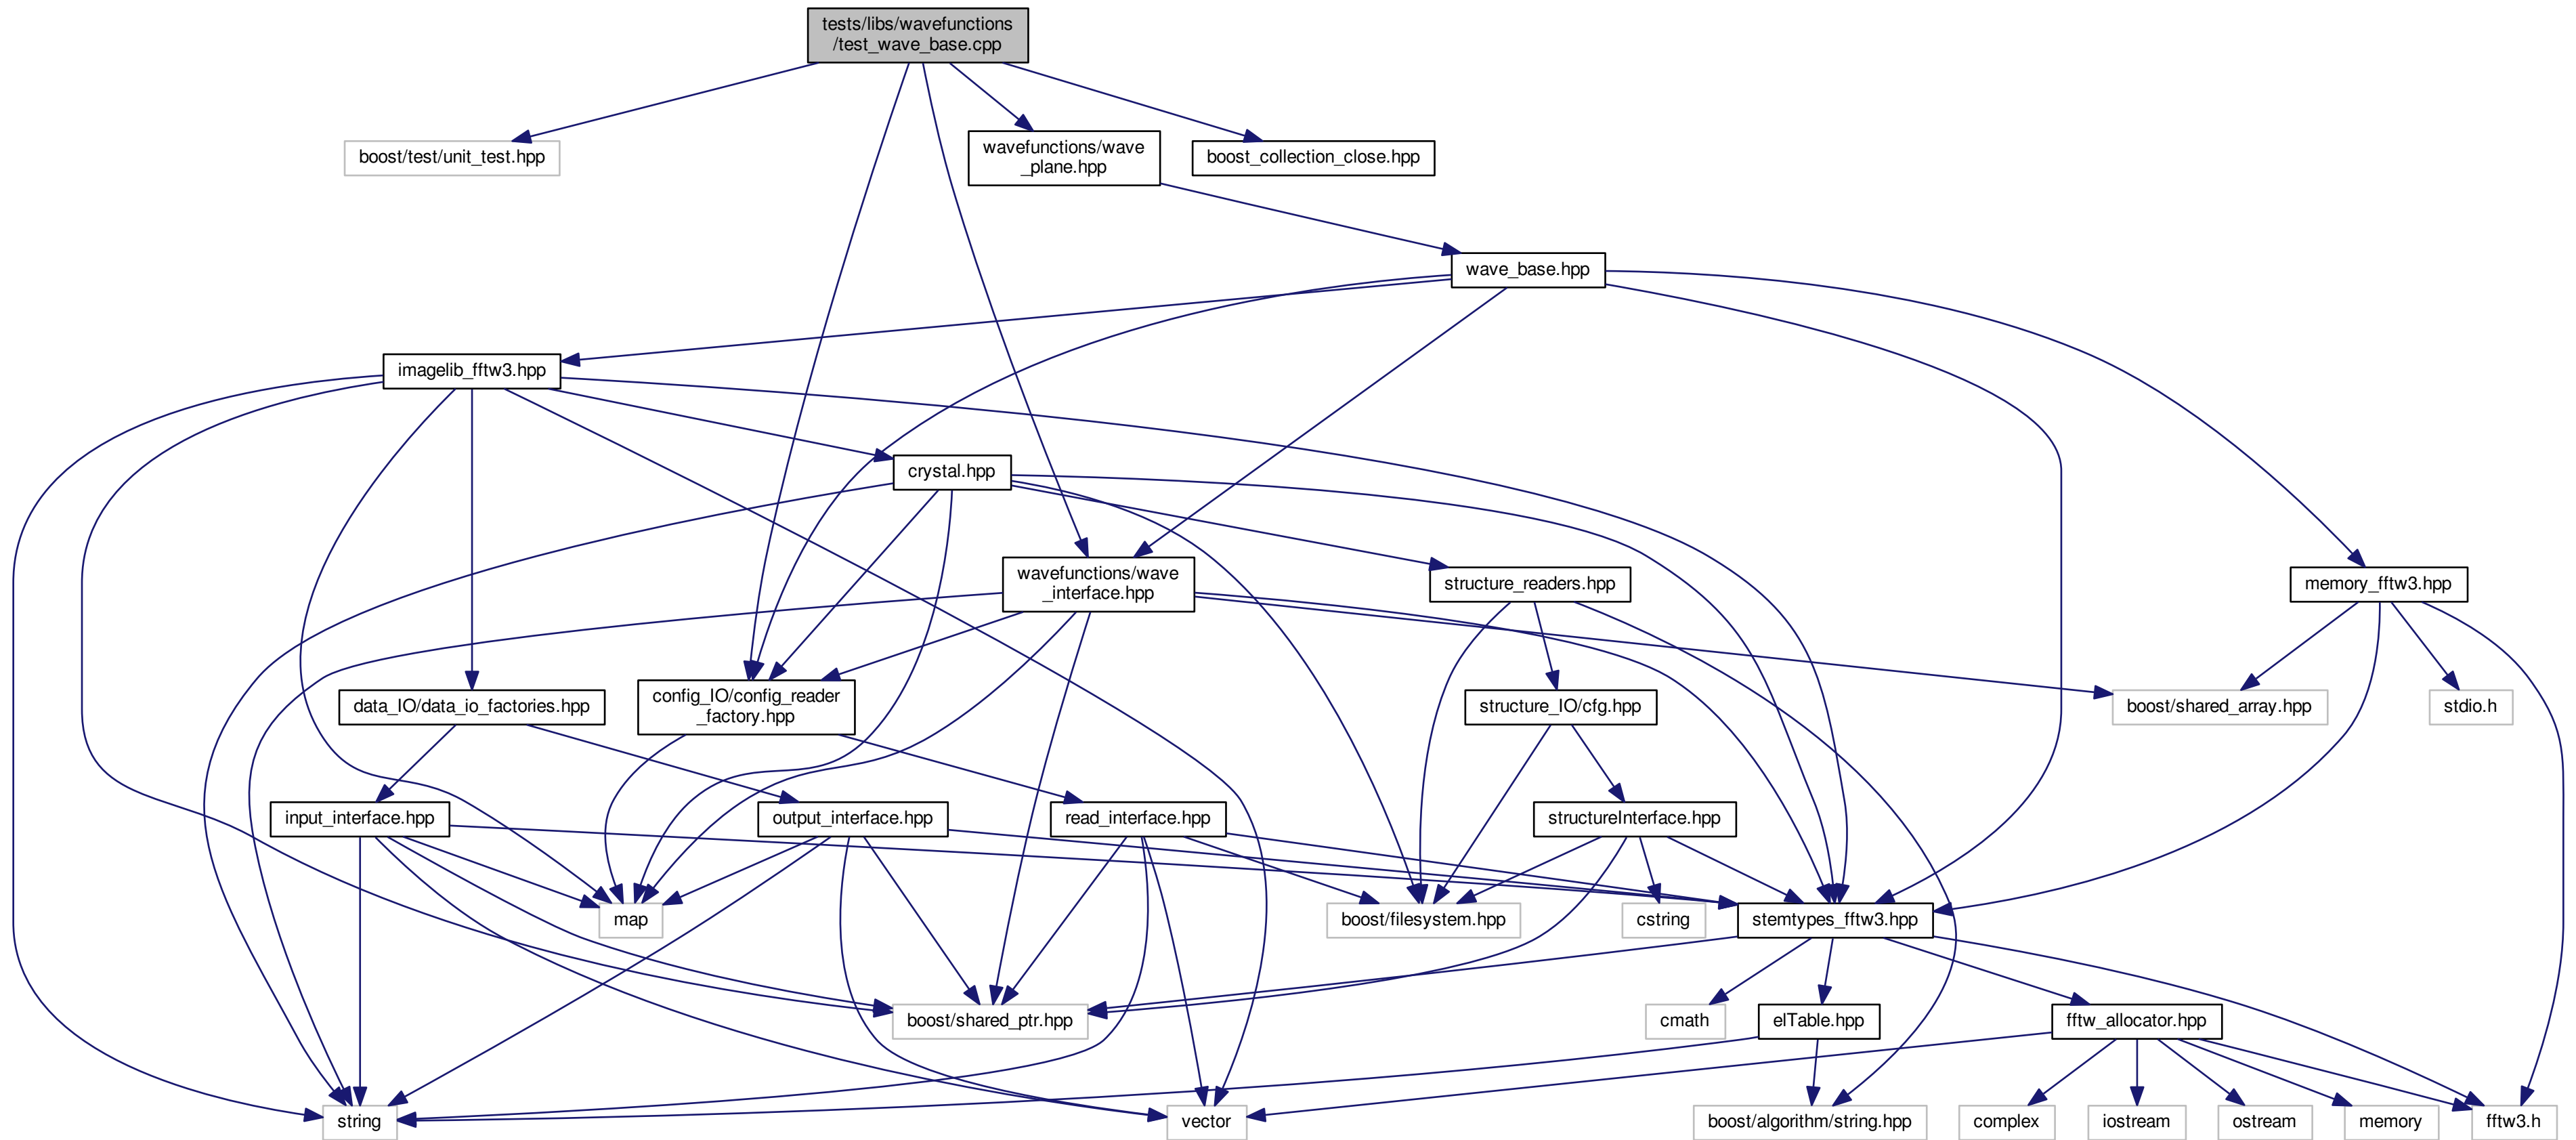 tests/libs/wavefunctions
/test_wave_base.cpp
boost/test/unit_test.hpp
wavefunctions/wave
_plane.hpp
boost_collection_close.hpp
wave_base.hpp
imagelib_fftw3.hpp
crystal.hpp
wavefunctions/wave
_interface.hpp
structure_readers.hpp
memory_fftw3.hpp
data_IO/data_io_factories.hpp
config_IO/config_reader
_factory.hpp
structure_IO/cfg.hpp
boost/shared_array.hpp
stdio.h
input_interface.hpp
output_interface.hpp
read_interface.hpp
structureInterface.hpp
map
boost/filesystem.hpp
cstring
stemtypes_fftw3.hpp
boost/shared_ptr.hpp
cmath
elTable.hpp
fftw_allocator.hpp
string
vector
boost/algorithm/string.hpp
complex
iostream
ostream
memory
fftw3.h